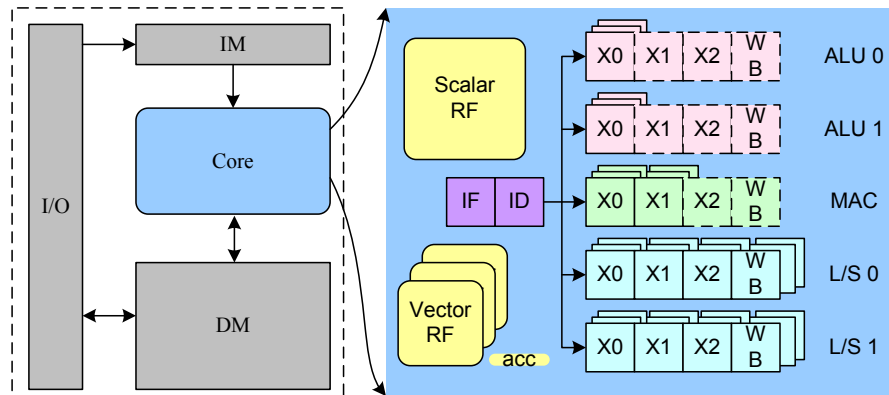 I/O
IM
Core
DM
Scalar
RF
IF ID
Vector
RF
acc
X0 X1 X2 W
B
ALU 0
X0 X1 X2 W
B
ALU 1
X0 X1 X2 W
B
MAC
X0 X1 X2 W
B
L/S 0
X0 X1 X2 W
B
L/S 1